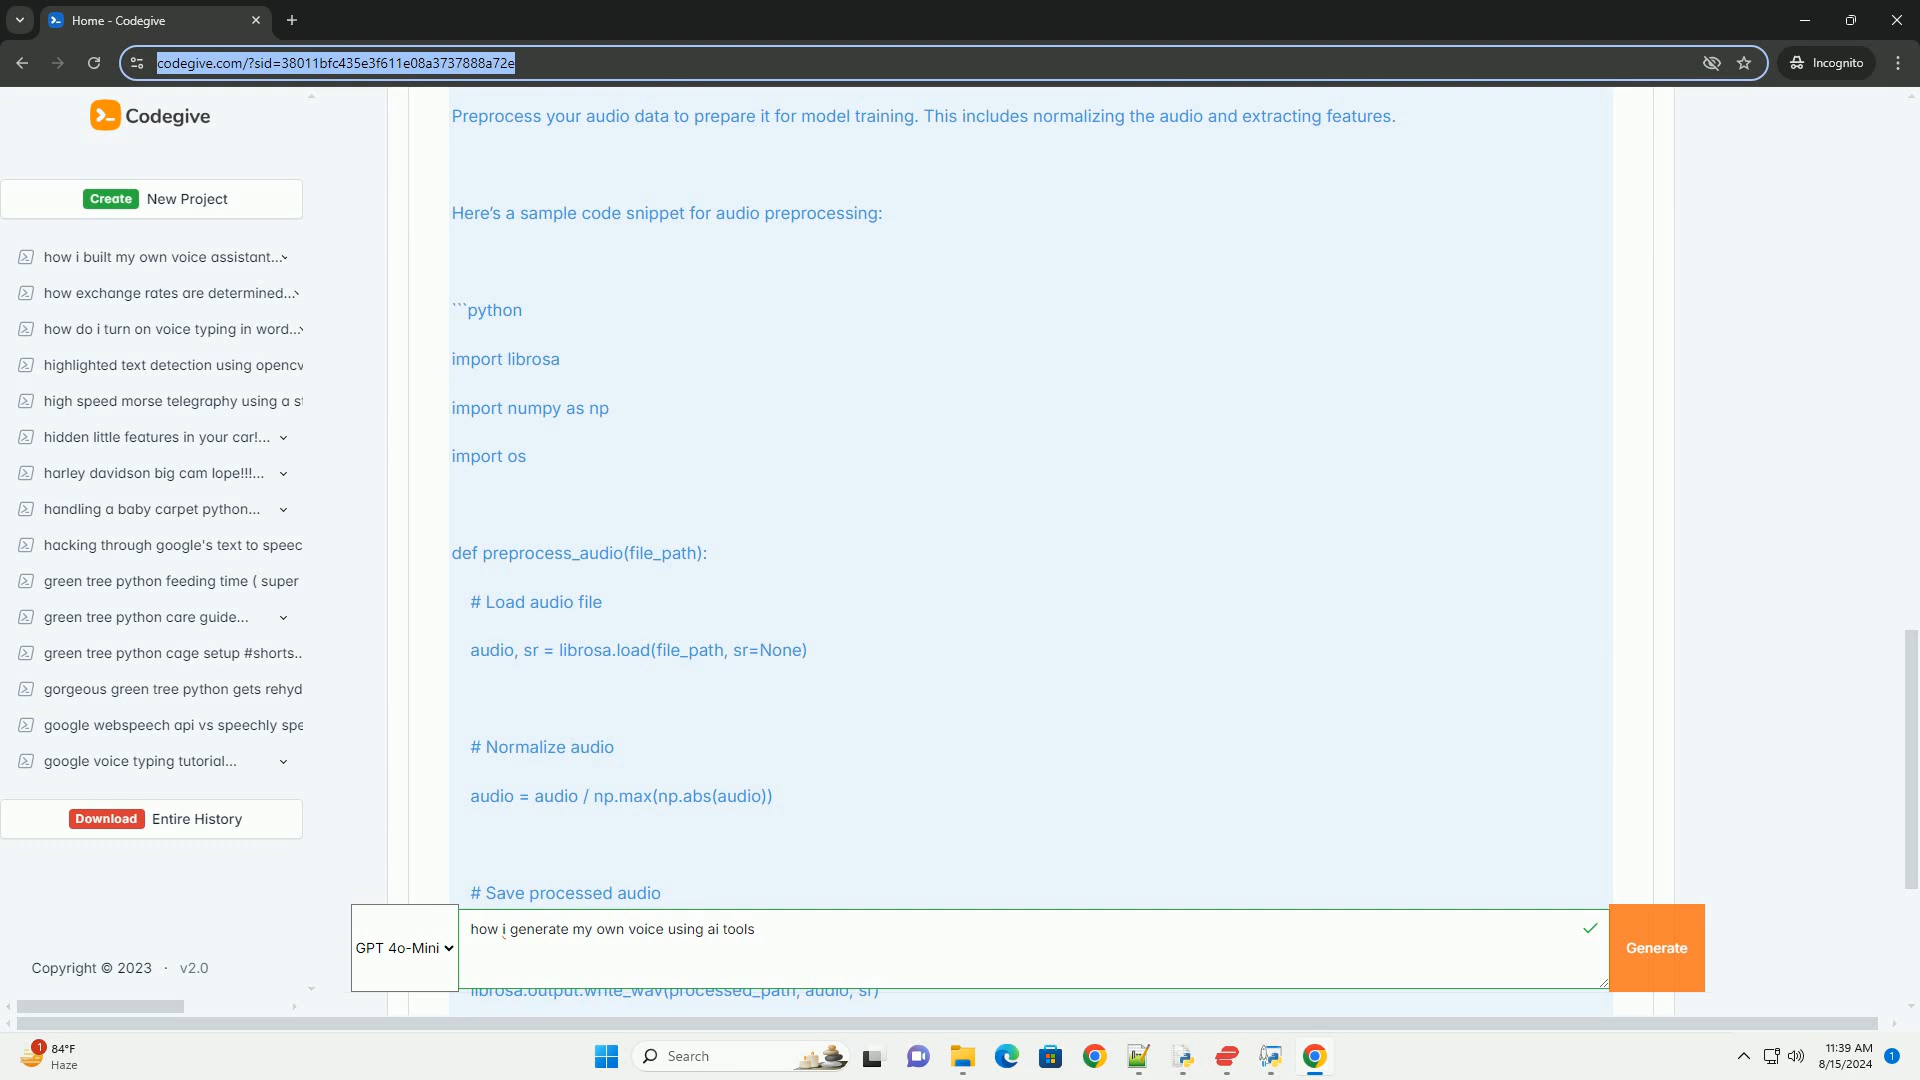 Home - Codegive
codegive.com/?sid=38011bfc435e3f611e08a3737888a72e
Incognito
Codegive
Create New Project
how i built my own voice assistant...
how exchange rates are determined...
how do i turn on voice typing in word...
highlighted text detection using opencv
high speed morse telegraphy using a st
hidden little features in your car!...
harley davidson big cam lope!!!...
handling a baby carpet python...
hacking through google's text to speec
green tree python feeding time ( super
green tree python care guide...
green tree python cage setup #shorts..
gorgeous green tree python gets rehyd
google webspeech api vs speechly spe
google voice typing tutorial...
Download Entire History
Copyright © 2023 · v2.0
Preprocess your audio data to prepare it for model training. This includes normalizing the audio and extracting features.
Here's a sample code snippet for audio preprocessing:
```python
import librosa
import numpy as np
import os
def preprocess_audio(file_path):
# Load audio file
audio, sr = librosa.load(file_path, sr=None)
# Normalize audio
audio = audio / np.max(np.abs(audio))
# Save processed audio
GPT 4o-Mini
how i generate my own voice using ai tools
Generate
librosa.output.write_wav(processed_path, audio, sr)
1
84°F
Haze
Search
11:39 AM
8/15/2024
1